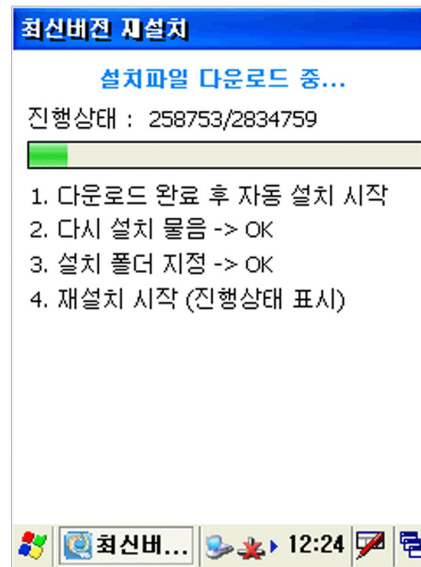 최신버전 재설치
설치파일 다운로드 중...
진행상태 : 258753/2834759
1. 다운로드 완료 후 자동 설치 시작
2. 다시 설치 물음 -> OK
3. 설치 폴더 지정 -> OK
4. 재설치 시작 (진행상태 표시)
최신버... 12:24